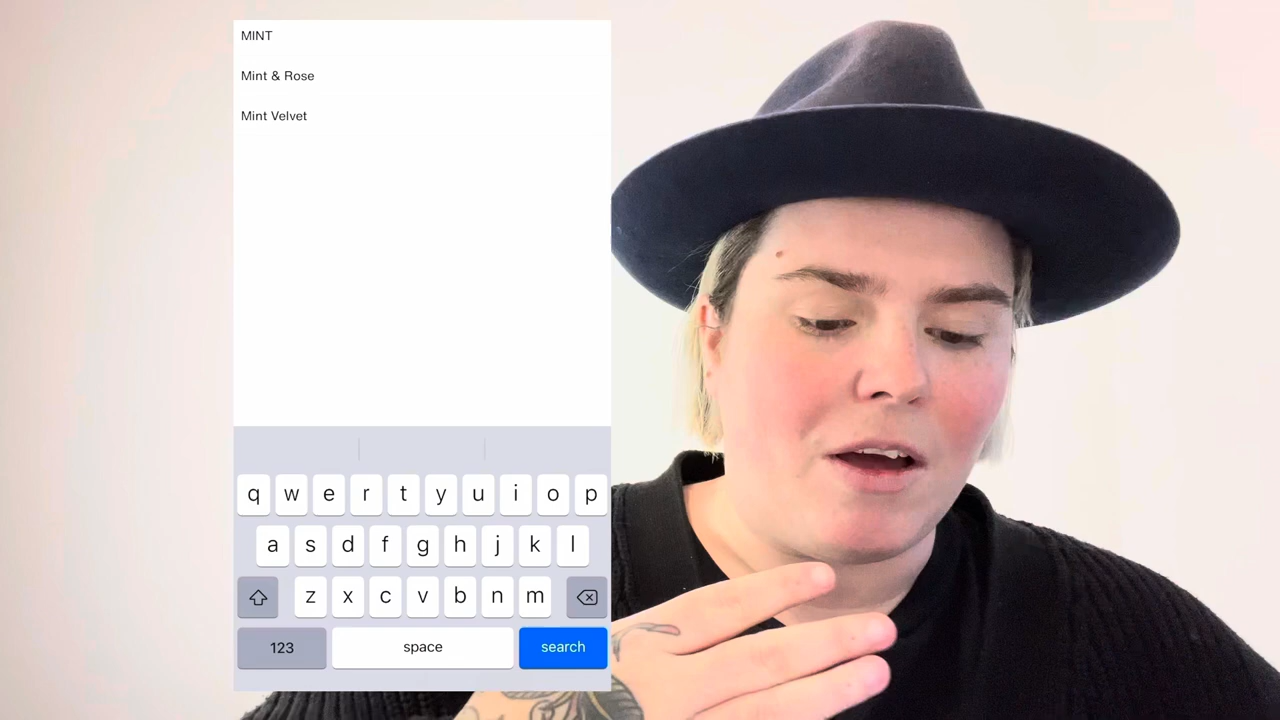 MINT
Mint & Rose
Mint Velvet
q w e r t y u i o p
a s d f g h j k l
z x c v b n m
123 space search